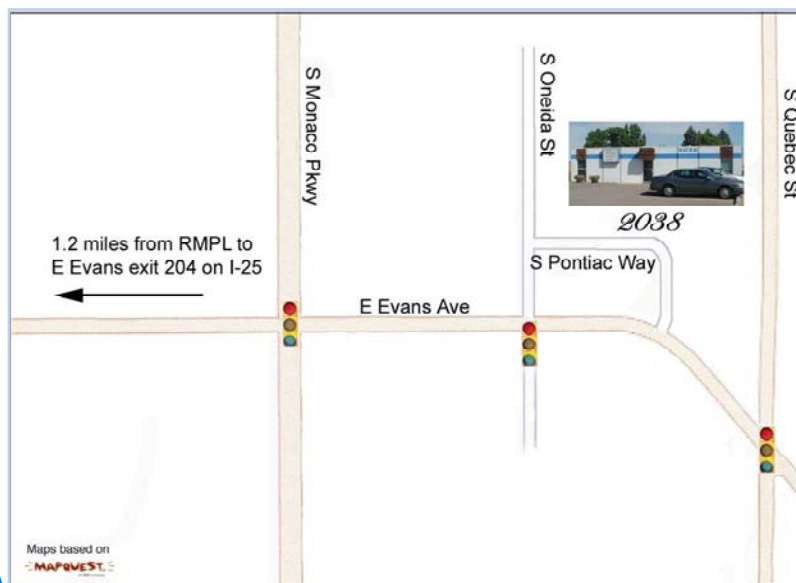 S Monaco Pkwy
S Oneida St
S Quebec St
2038
1.2 miles from RMPL to
E Evans exit 204 on I-25
S Pontiac Way
E Evans Ave
Maps based on
MAPQUEST.